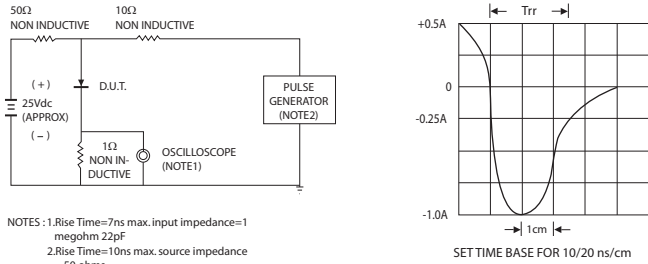 50Ω
NON INDUCTIVE
10Ω
NON INDUCTIVE
(+)
25Vdc
(APPROX)
(−)
D.U.T.
1Ω
NON IN-
DUCTIVE
OSCILLOSCOPE
(NOTE1)
PULSE
GENERATOR
(NOTE2)
NOTES : 1.Rise Time=7ns max.input impedance=1
megohm 22pF
2.Rise Time=10ns max. source impedance
Trr
+0.5A
0
-0.25A
-1.0A
1cm
SET TIME BASE FOR 10/20 ns/cm